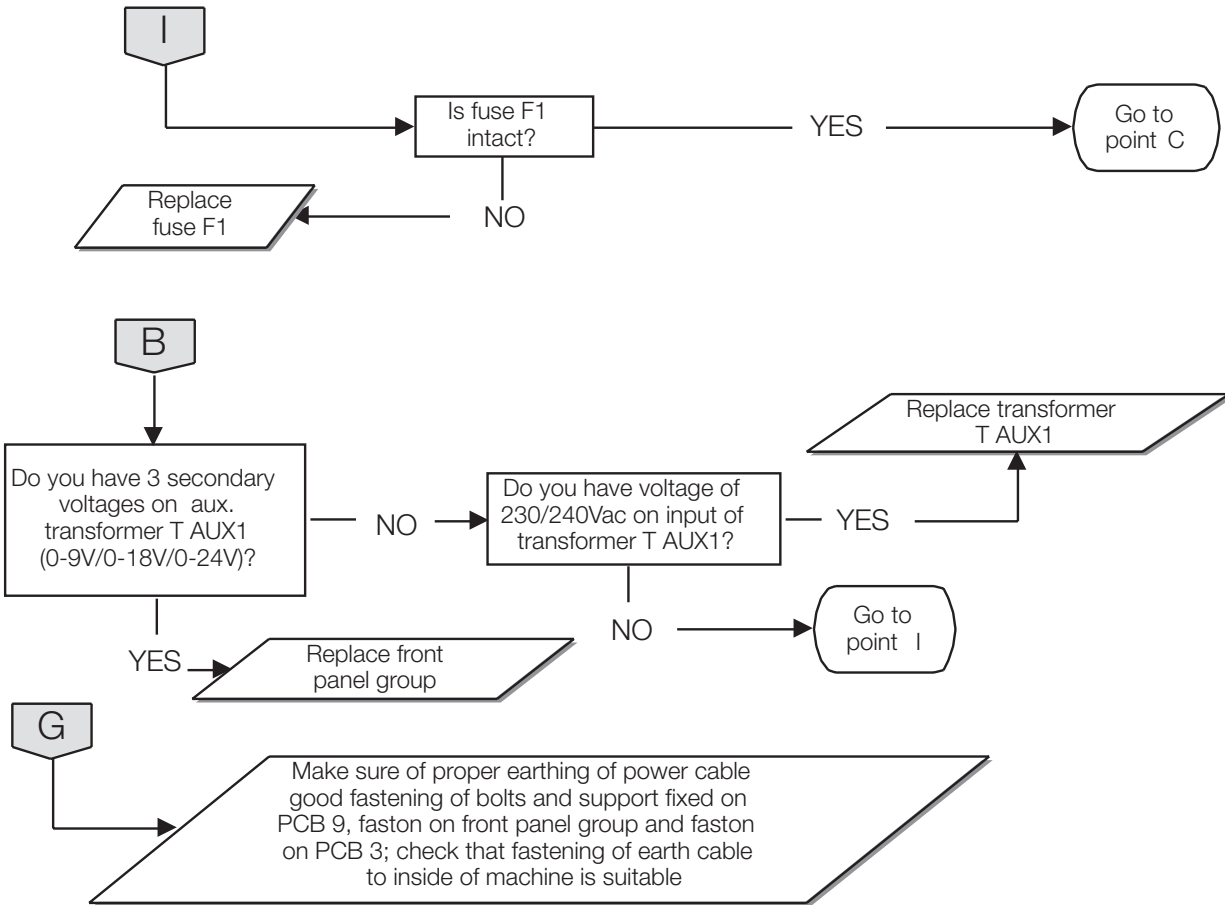 I
Is fuse F1
intact?
YES
Go to
point C
Replace
fuse F1
NO
B
Do you have 3 secondary
voltages on aux.
transformer T AUX1
(0-9V/0-18V/0-24V)?
NO
Do you have voltage of
230/240Vac on input of
transformer T AUX1?
YES
Replace transformer
T AUX1
NO
Go to
point I
YES
Replace front
panel group
G
Make sure of proper earthing of power cable
good fastening of bolts and support fixed on
PCB 9, faston on front panel group and faston
on PCB 3; check that fastening of earth cable
to inside of machine is suitable